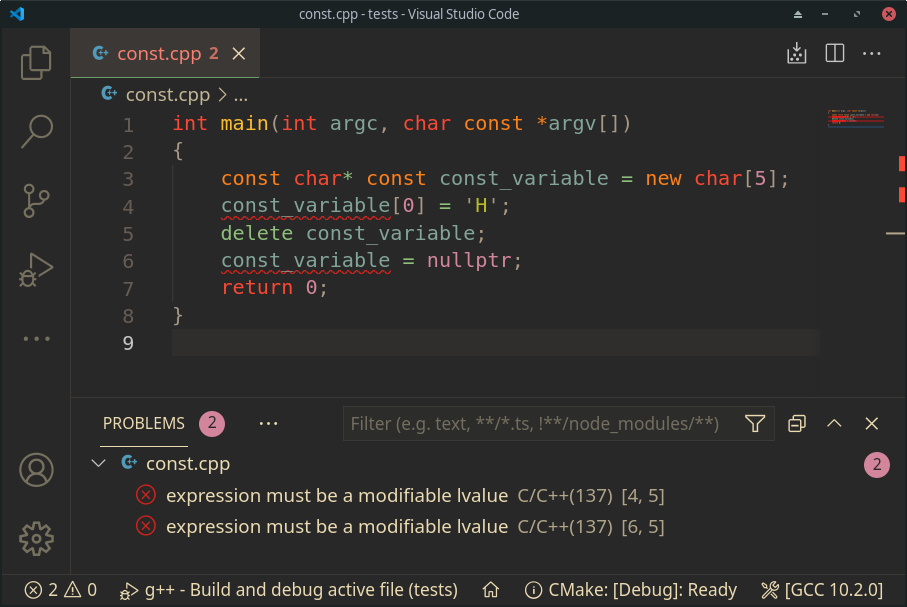 const.cpp - tests - Visual Studio Code
const.cpp 2
const.cpp > ...
1 int main(int argc, char const *argv[])
2 {
3     const char* const const_variable = new char[5];
4     const_variable[0] = 'H';
5     delete const_variable;
6     const_variable = nullptr;
7     return 0;
8 }
9
PROBLEMS 2 ... Filter (e.g. text, **/*.ts, !**/node_modules/**)
const.cpp 2
expression must be a modifiable lvalue C/C++(137) [4, 5]
expression must be a modifiable lvalue C/C++(137) [6, 5]
2 0 g++ - Build and debug active file (tests) CMake: [Debug]: Ready [GCC 10.2.0]